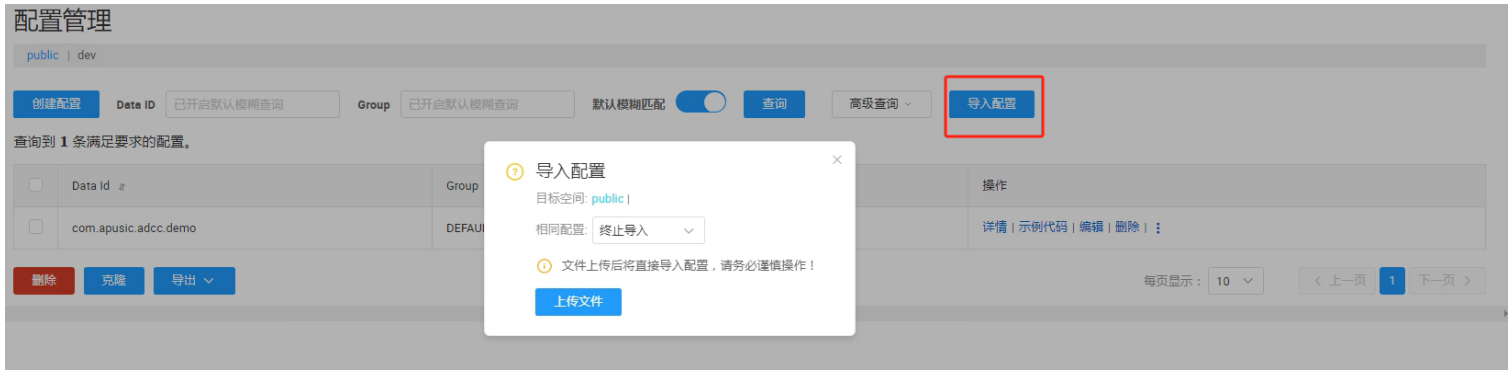 配置管理
public | dev
创建配置 Data ID 已开启默认模糊查询 Group 已开启默认模糊查询 默认模糊匹配 查询 高级查询 导入配置
查询到 1 条满足要求的配置。
Data Id Group 操作
com.apusic.adcc.demo DEFAU 详情 | 示例代码 | 编辑 | 删除 |
导入配置
目标空间: public |
相同配置: 终止导入
文件上传后将直接导入配置，请务必谨慎操作！
上传文件
删除 克隆 导出 每页显示： 10 上一页 1 下一页